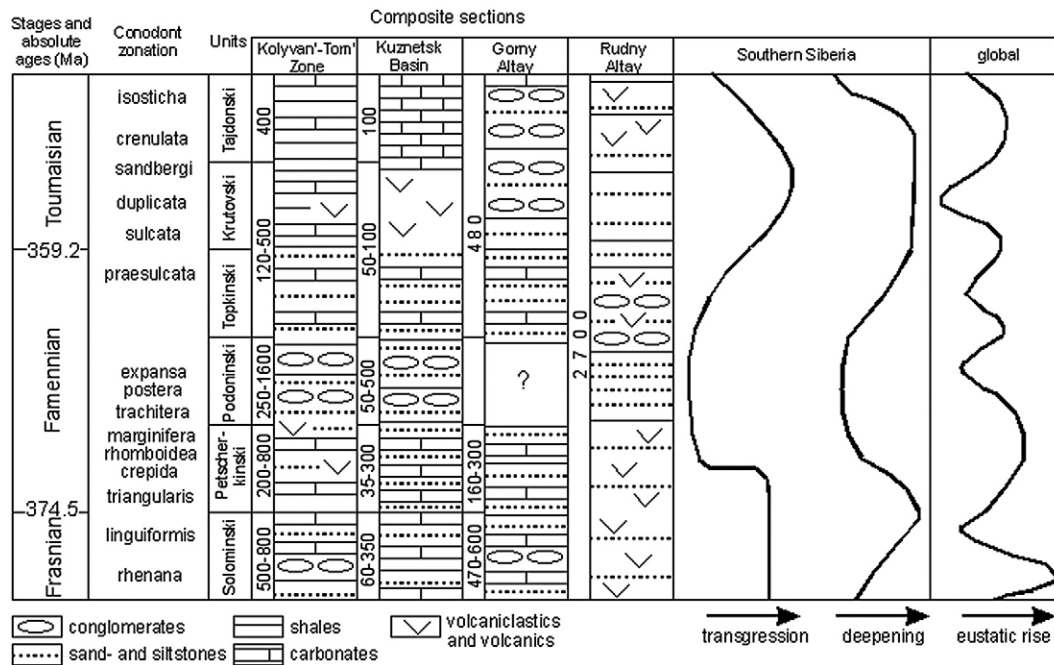 Composite sections
Stages and
absolute
ages (Ma)
Conodont
zonation
Units
Kolyvan'-Tom'
Zone
Kuznetsk
Basin
Gorny
Altay
Rudny
Altay
Southern Siberia
global
Tournaisian
359.2
Famennian
374.5
Frasnian
isosticha
crenulata
sandbergi
duplicata
sulcata
praesulcata
expansa
postera
trachitera
marginifera
rhomboidea
crepida
triangularis
linguiformis
rhenana
Tajdonski
Krutovski
Topkinski
Podoninski
Petscher-
kinski
Solominski
400
120-500
250-1600
200-800
500-800
100
50-100
50-500
35-300
60-350
480
?
160-300
470-600
2700
transgression
deepening
eustatic rise
conglomerates
shales
volcaniclastics
and volcanics
sand- and siltstones
carbonates